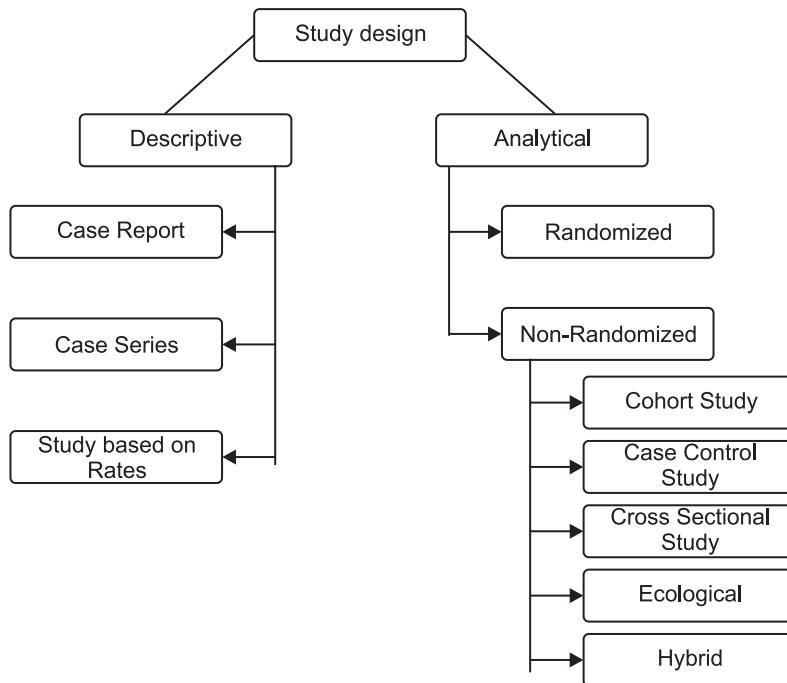 Study design
Descriptive
Analytical
Case Report
Randomized
Case Series
Non-Randomized
Study based on
Rates
Cohort Study
Case Control
Study
Cross Sectional
Study
Ecological
Hybrid